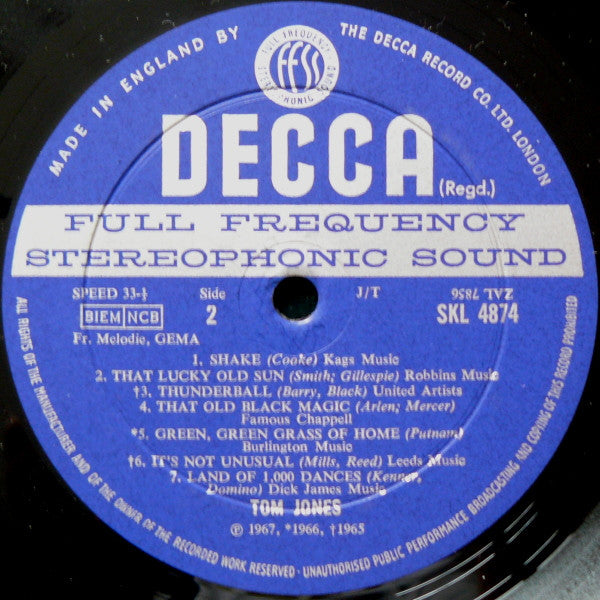 MADE IN ENGLAND BY
THE DECCA RECORD CO. LTD. LONDON
FULL FREQUENCY
STEREOPHONIC SOUND
FFSS
DECCA (Regd.)
FULL FREQUENCY
STEREOPHONIC SOUND
SPEED 33-⅓ Side J/T ZAL 7856
BIEM NCB 2 SKL 4874
Fr. Melodie, GEMA
1. SHAKE (Cooke) Kags Music
2. THAT LUCKY OLD SUN (Smith; Gillespie) Robbins Music
†3. THUNDERBALL (Barry, Black) United Artists
4. THAT OLD BLACK MAGIC (Arlen; Mercer)
Famous Chappell
*5. GREEN, GREEN GRASS OF HOME (Putnam)
Burlington Music
†6. IT'S NOT UNUSUAL (Mills, Reed) Leeds Music
7. LAND OF 1,000 DANCES (Kenner,
Domino) Dick James Music
TOM JONES
℗ 1967, *1966, †1965
ALL RIGHTS OF THE MANUFACTURER AND OF THE OWNER OF THE RECORDED WORK RESERVED · UNAUTHORISED PUBLIC PERFORMANCE BROADCASTING AND COPYING OF THIS RECORD PROHIBITED